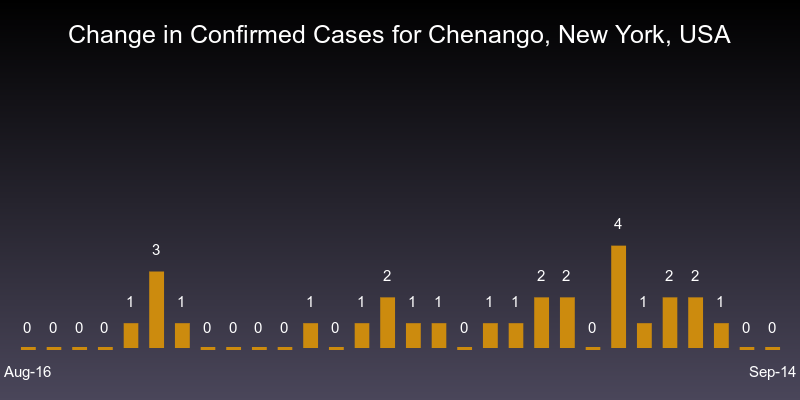 Change in Confirmed Cases for Chenango, New York, USA
4
3
2 2 2 2 2
1 1 1 1 1 1 1 1 1 1
0 0 0 0 0 0 0 0 0 0 0 0 0
Aug-16 Sep-14